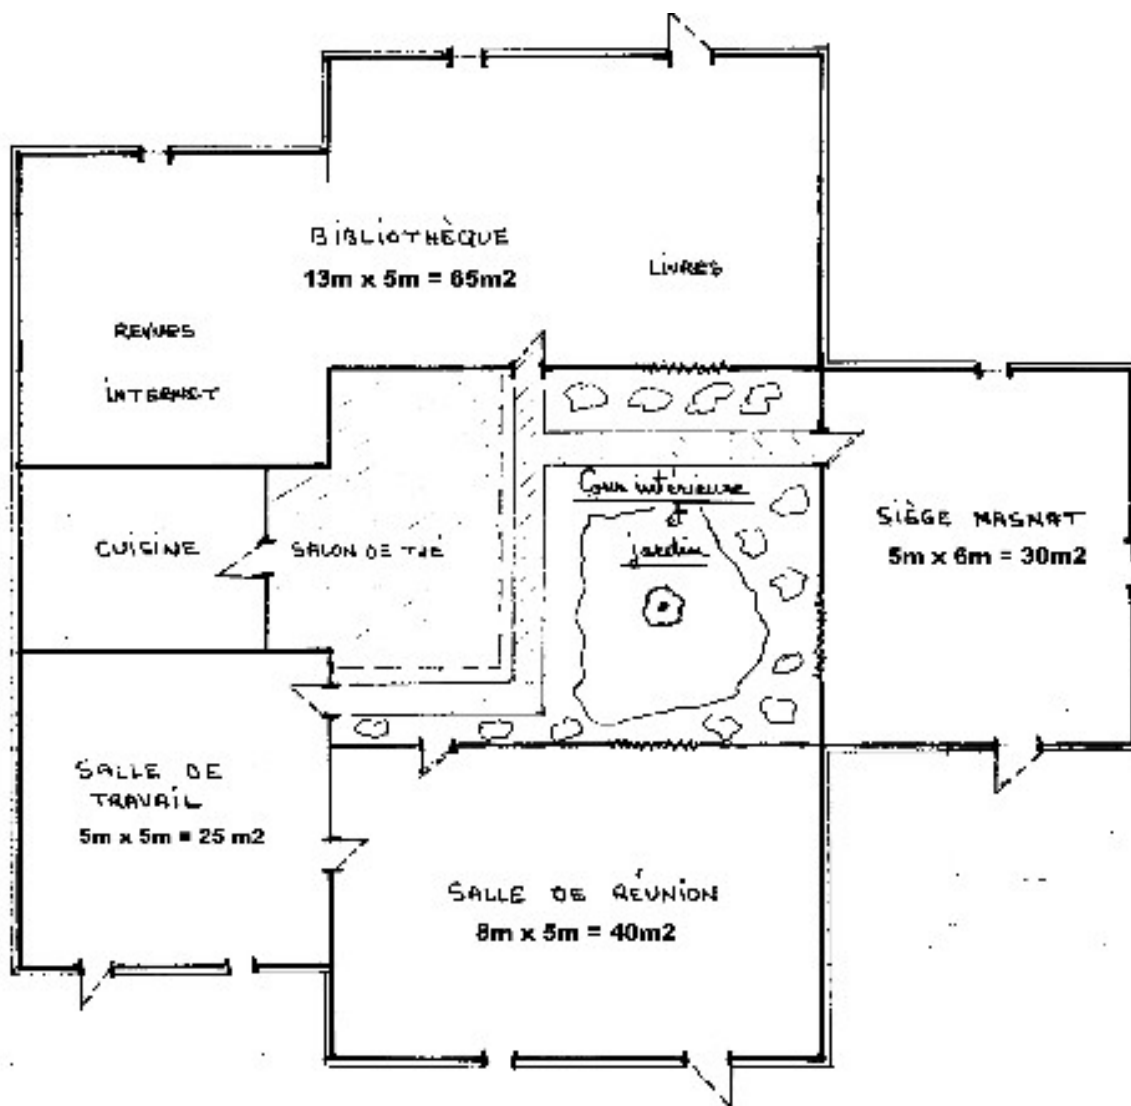 BIBLIOTHÈQUE
13m x 5m = 65m2
LIVRES
REVUES
INTERNET
Cour intérieure
et
jardin
SIÈGE MASNAT
5m x 6m = 30m2
CUISINE
SALON DE THÉ
SALLE DE
TRAVAIL
5m x 5m = 25 m2
SALLE DE RÉUNION
8m x 5m = 40m2